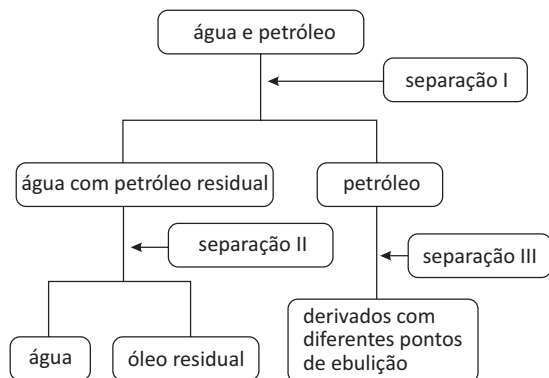 água e petróleo
separação I
água com petróleo residual
petróleo
separação II
separação III
água
óleo residual
derivados com
diferentes pontos
de ebulição